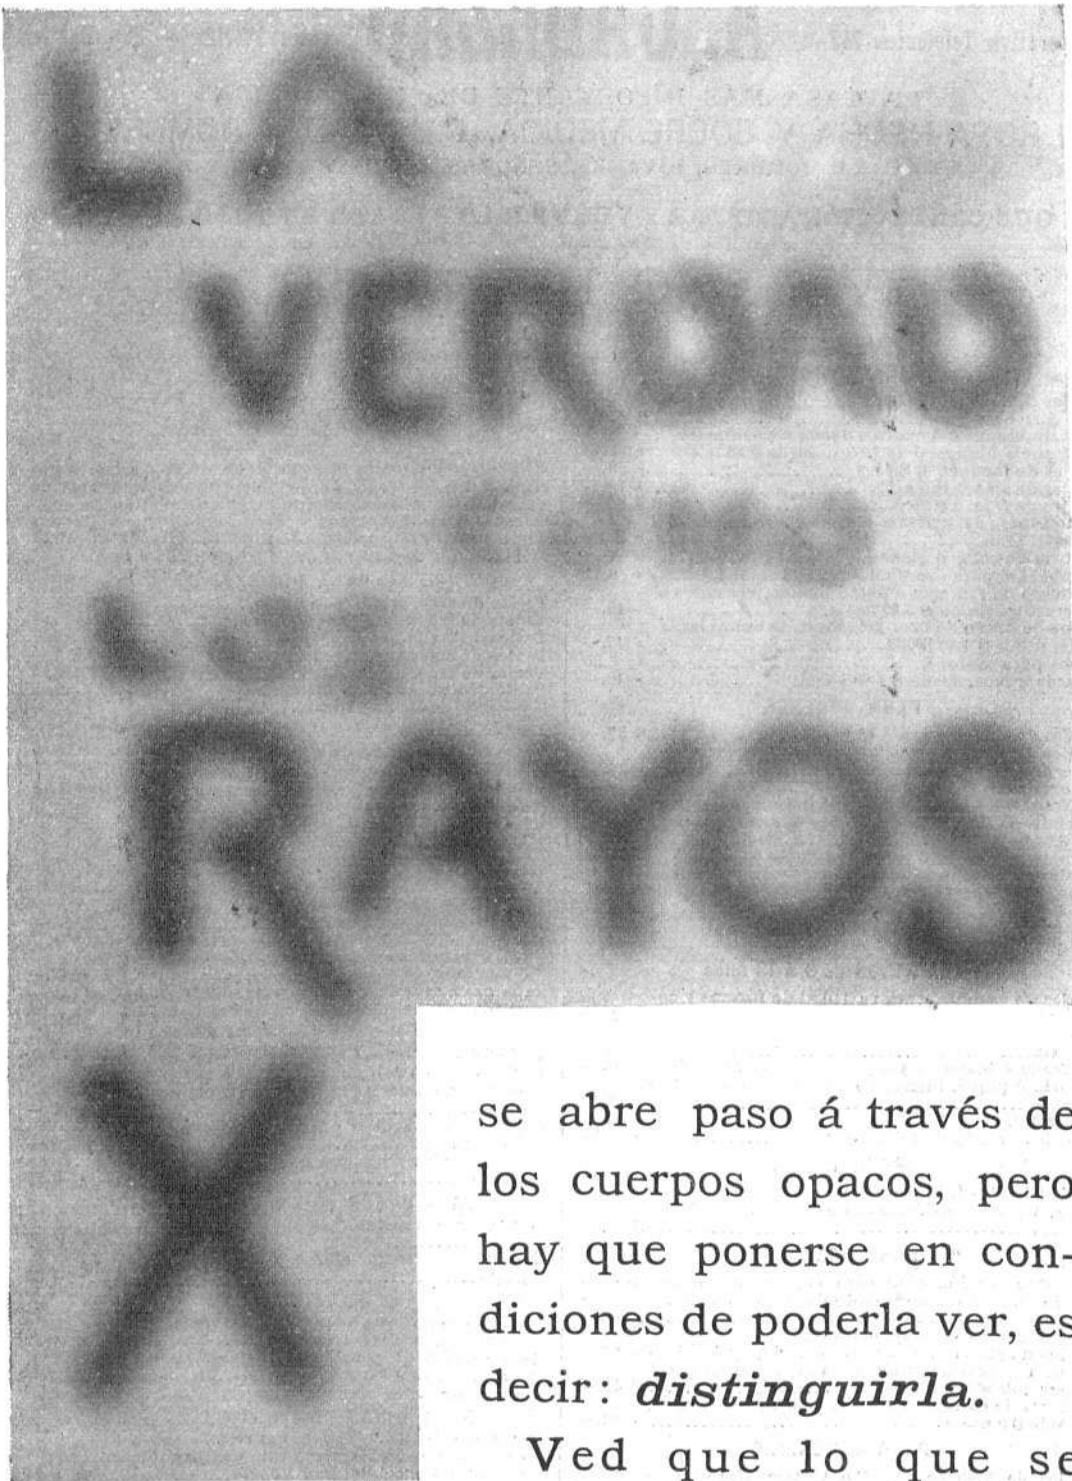 LA
VERDAD
COMO
LOS
RAYOS
X
se abre paso á través de
los cuerpos opacos, pero
hay que ponerse en con-
diciones de poderla ver, es
decir: distinguirla.
Ved que lo que se